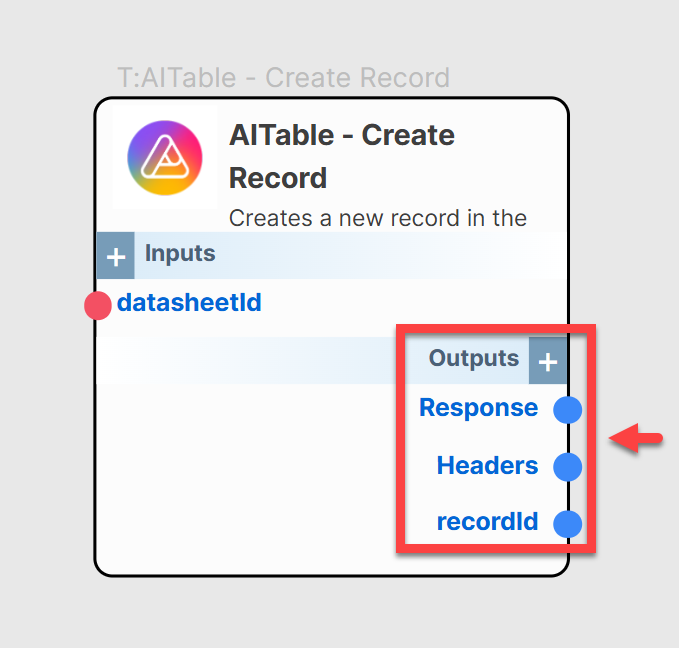 T:AITable - Create Record
AITable - Create
Record
Creates a new record in the
+ Inputs
datasheetId
Outputs +
Response
Headers
recordId